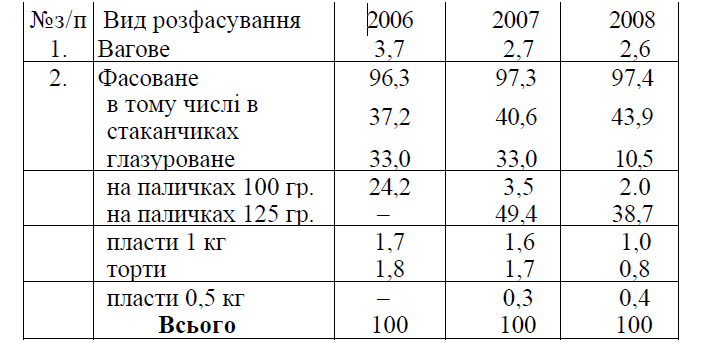 №з/п Вид розфасування 2006 2007 2008
1. Вагове 3,7 2,7 2,6
2. Фасоване 96,3 97,3 97,4
в тому числі в
стаканчиках 37,2 40,6 43,9
глазуроване 33,0 33,0 10,5
на паличках 100 гр. 24,2 3,5 2.0
на паличках 125 гр. – 49,4 38,7
пласти 1 кг 1,7 1,6 1,0
торти 1,8 1,7 0,8
пласти 0,5 кг – 0,3 0,4
Всього 100 100 100